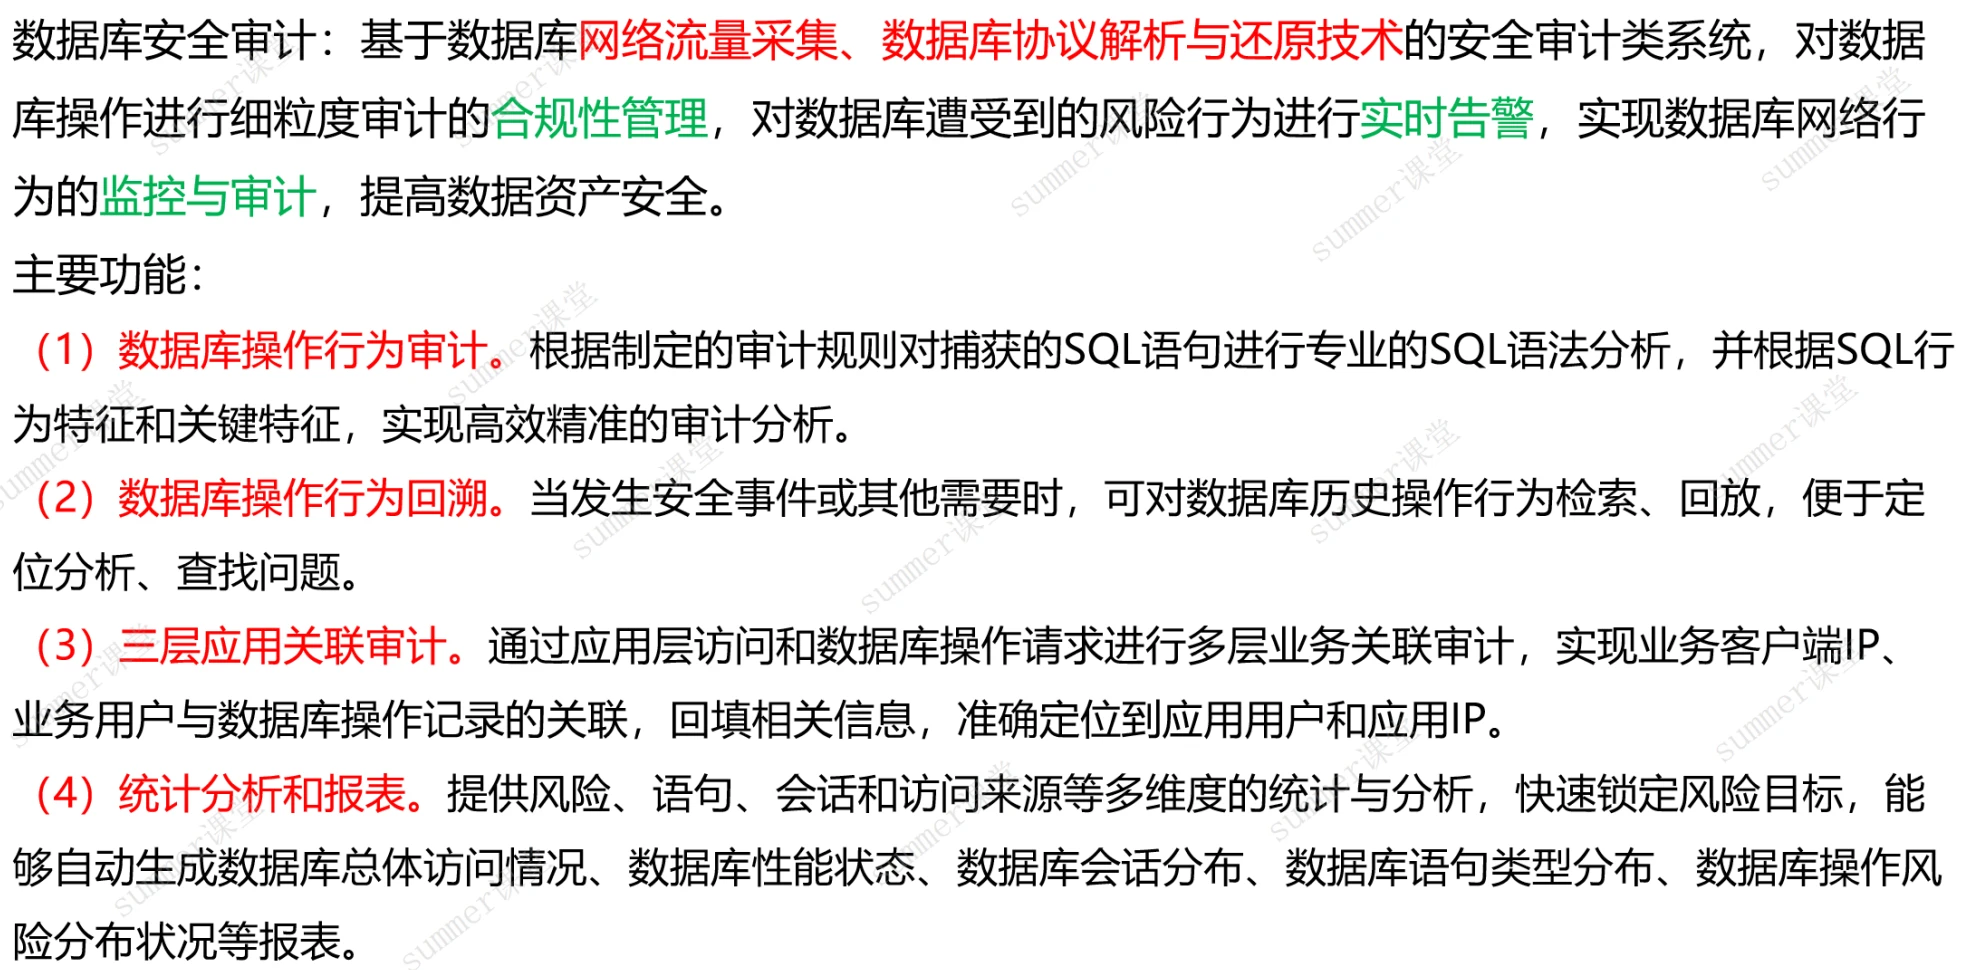 数据库安全审计：基于数据库网络流量采集、数据库协议解析与还原技术的安全审计类系统，对数据
库操作进行细粒度审计的合规性管理，对数据库遭受到的风险行为进行实时告警，实现数据库网络行
为的监控与审计，提高数据资产安全。
主要功能：
（1）数据库操作行为审计。根据制定的审计规则对捕获的SQL语句进行专业的SQL语法分析，并根据SQL行
为特征和关键特征，实现高效精准的审计分析。
（2）数据库操作行为回溯。当发生安全事件或其他需要时，可对数据库历史操作行为检索、回放，便于定
位分析、查找问题。
（3）三层应用关联审计。通过应用层访问和数据库操作请求进行多层业务关联审计，实现业务客户端IP、
业务用户与数据库操作记录的关联，回填相关信息，准确定位到应用用户和应用IP。
（4）统计分析和报表。提供风险、语句、会话和访问来源等多维度的统计与分析，快速锁定风险目标，能
够自动生成数据库总体访问情况、数据库性能状态、数据库会话分布、数据库语句类型分布、数据库操作风
险分布状况等报表。
summer课堂